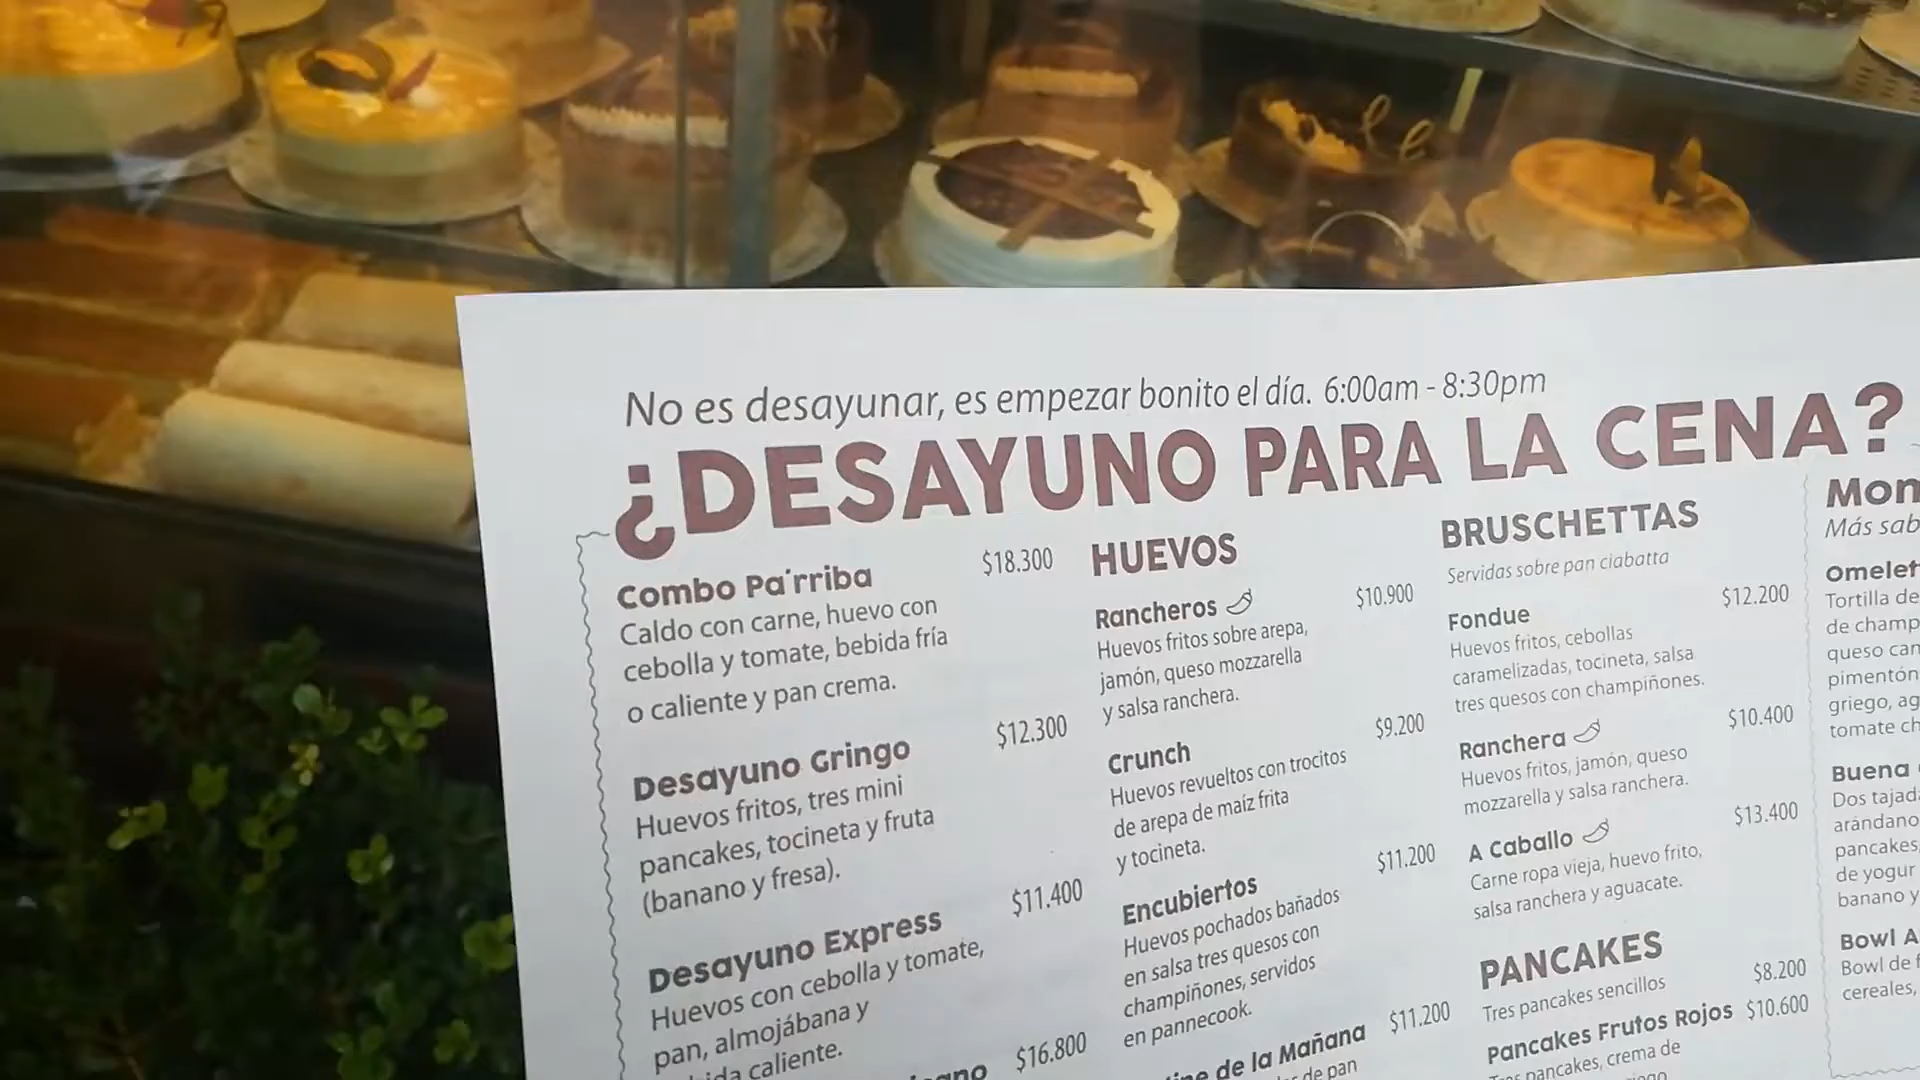 No es desayunar, es empezar bonito el día. 6:00am - 8:30pm
¿DESAYUNO PARA LA CENA?
Combo Pa´rriba $18.300
Caldo con carne, huevo con
cebolla y tomate, bebida fría
o caliente y pan crema.
Desayuno Gringo $12.300
Huevos fritos, tres mini
pancakes, tocineta y fruta
(banano y fresa).
Desayuno Express $11.400
Huevos con cebolla y tomate,
pan, almojábana y
caliente.
$16.800
HUEVOS
Rancheros $10.900
Huevos fritos sobre arepa,
jamón, queso mozzarella
y salsa ranchera.
Crunch $9.200
Huevos revueltos con trocitos
de arepa de maíz frita
y tocineta.
Encubiertos $11.200
Huevos pochados bañados
en salsa tres quesos con
champiñones, servidos
en pannecook.
de la Mañana $11.200
de pan
BRUSCHETTAS
Servidas sobre pan ciabatta
Fondue $12.200
Huevos fritos, cebollas
caramelizadas, tocineta, salsa
tres quesos con champiñones.
Ranchera $10.400
Huevos fritos, jamón, queso
mozzarella y salsa ranchera.
A Caballo $13.400
Carne ropa vieja, huevo frito,
salsa ranchera y aguacate.
PANCAKES
Tres pancakes sencillos $8.200
Pancakes Frutos Rojos $10.600
pancakes, crema de
Mon
Más sab
Omelet
Tortilla de
de champ
queso cam
pimentón
griego, ag
tomate ch
Buena
Dos tajad
arándano
pancakes,
de yogur
banano y
Bowl A
Bowl de f
cereales,